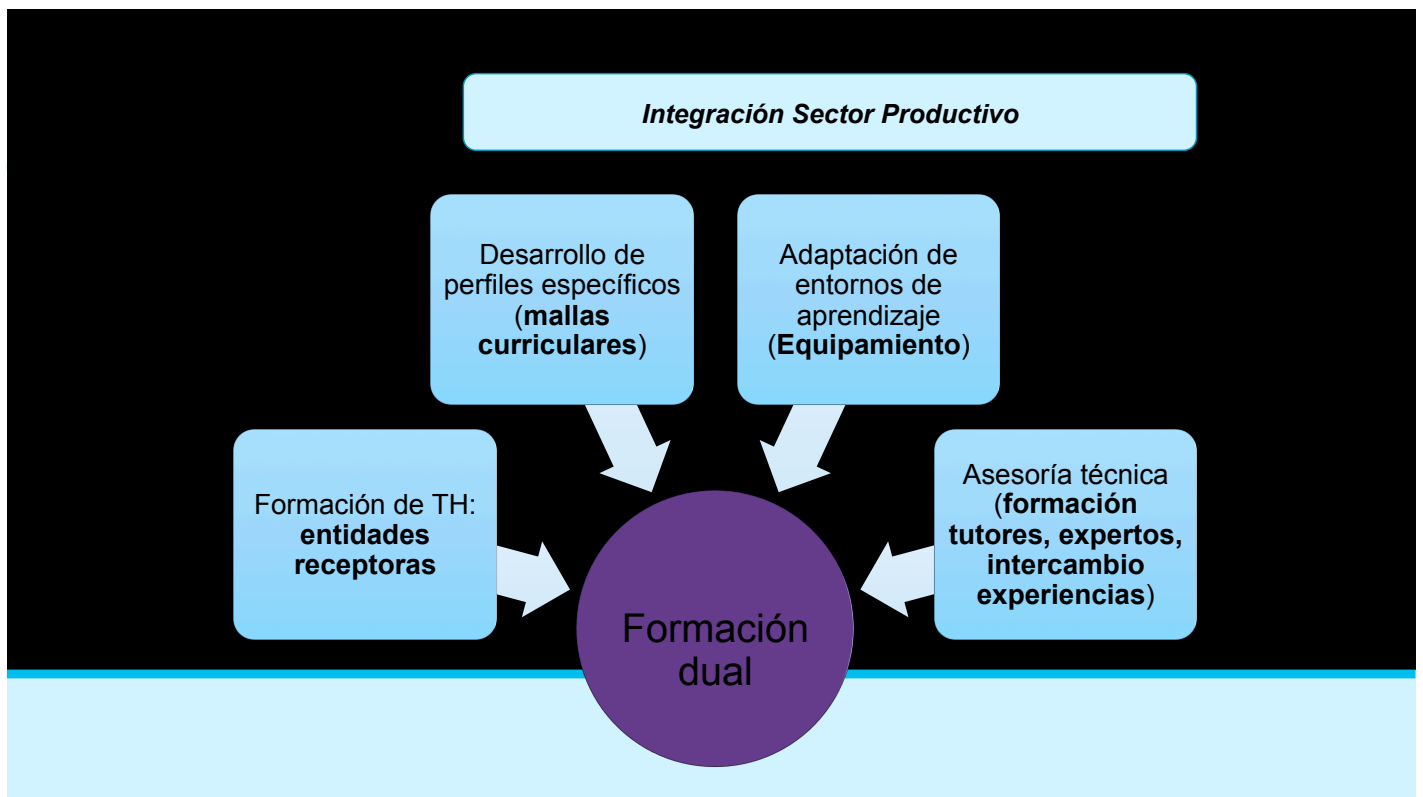 Integración Sector Productivo
Desarrollo de
perfiles específicos
(mallas
curriculares)
Adaptación de
entornos de
aprendizaje
(Equipamiento)
Formación de TH:
entidades
receptoras
Asesoría técnica
(formación
tutores, expertos,
intercambio
experiencias)
Formación
dual